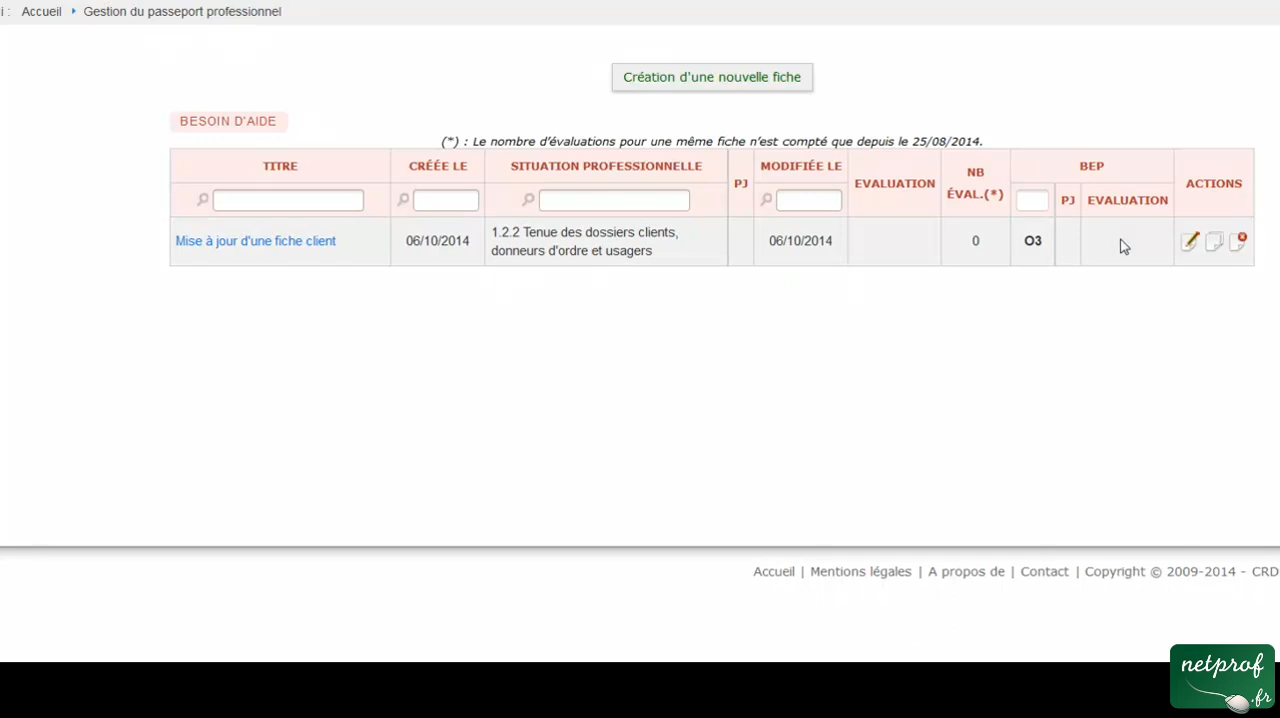 i : Accueil Gestion du passeport professionnel
Création d'une nouvelle fiche
BESOIN D'AIDE
(*) : Le nombre d'évaluations pour une même fiche n'est compté que depuis le 25/08/2014.
TITRE CRÉÉE LE SITUATION PROFESSIONNELLE PJ MODIFIÉE LE EVALUATION NB ÉVAL.(*) BEP ACTIONS
PJ EVALUATION
Mise à jour d'une fiche client 06/10/2014 1.2.2 Tenue des dossiers clients, 06/10/2014 0 O3
donneurs d'ordre et usagers
Accueil | Mentions légales | A propos de | Contact | Copyright © 2009-2014 - CRD
netprof
.fr